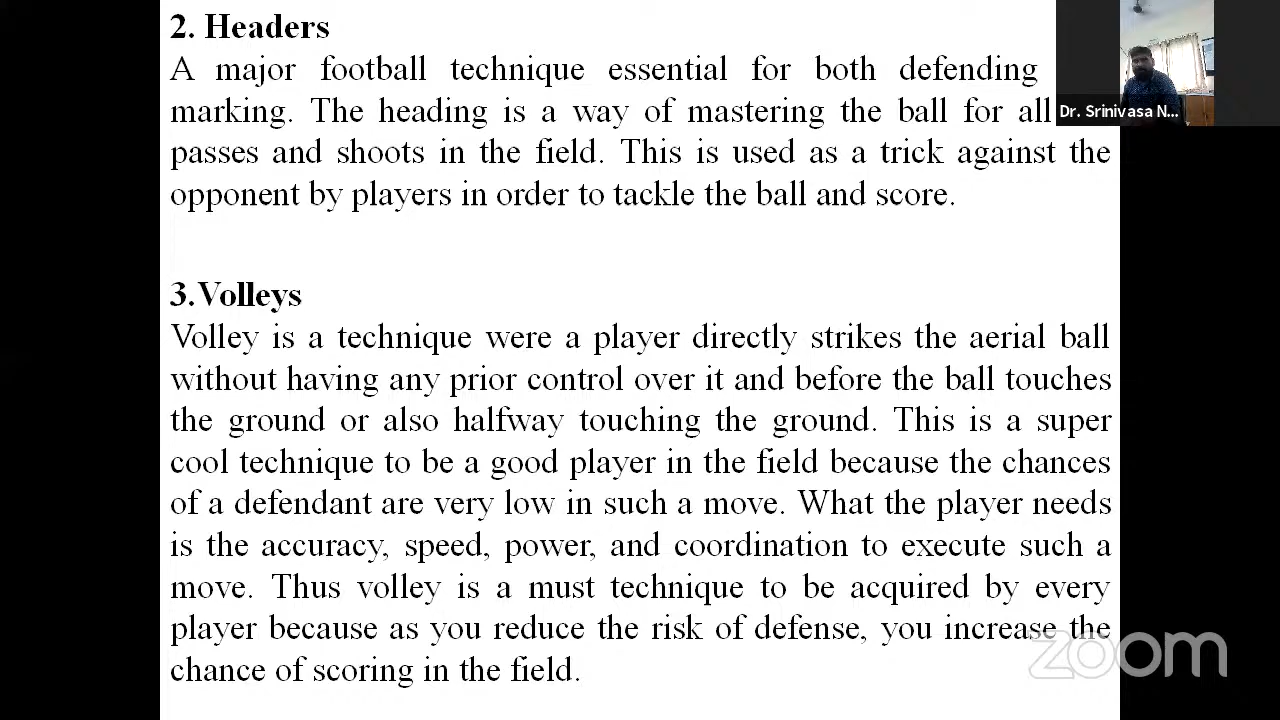 2. Headers
A major football technique essential for both defending
marking. The heading is a way of mastering the ball for all
passes and shoots in the field. This is used as a trick against the
opponent by players in order to tackle the ball and score.
3.Volleys
Volley is a technique were a player directly strikes the aerial ball
without having any prior control over it and before the ball touches
the ground or also halfway touching the ground. This is a super
cool technique to be a good player in the field because the chances
of a defendant are very low in such a move. What the player needs
is the accuracy, speed, power, and coordination to execute such a
move. Thus volley is a must technique to be acquired by every
player because as you reduce the risk of defense, you increase the
chance of scoring in the field.
Dr. Srinivasa N...
zoom